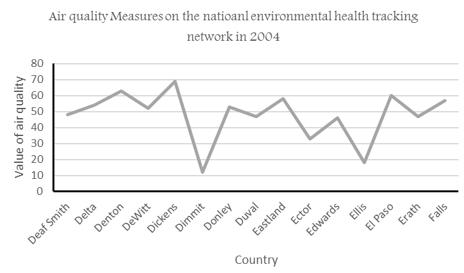 Air quality Measures on the natioanl environmental health tracking
network in 2004
80
70
60
50
40
30
20
10
0
Value of air quality
Deaf Smith
Delta
Denton
DeWitt
Dickens
Dimmit
Donley
Duval
Eastland
Ector
Edwards
Ellis
El Paso
Erath
Falls
Country